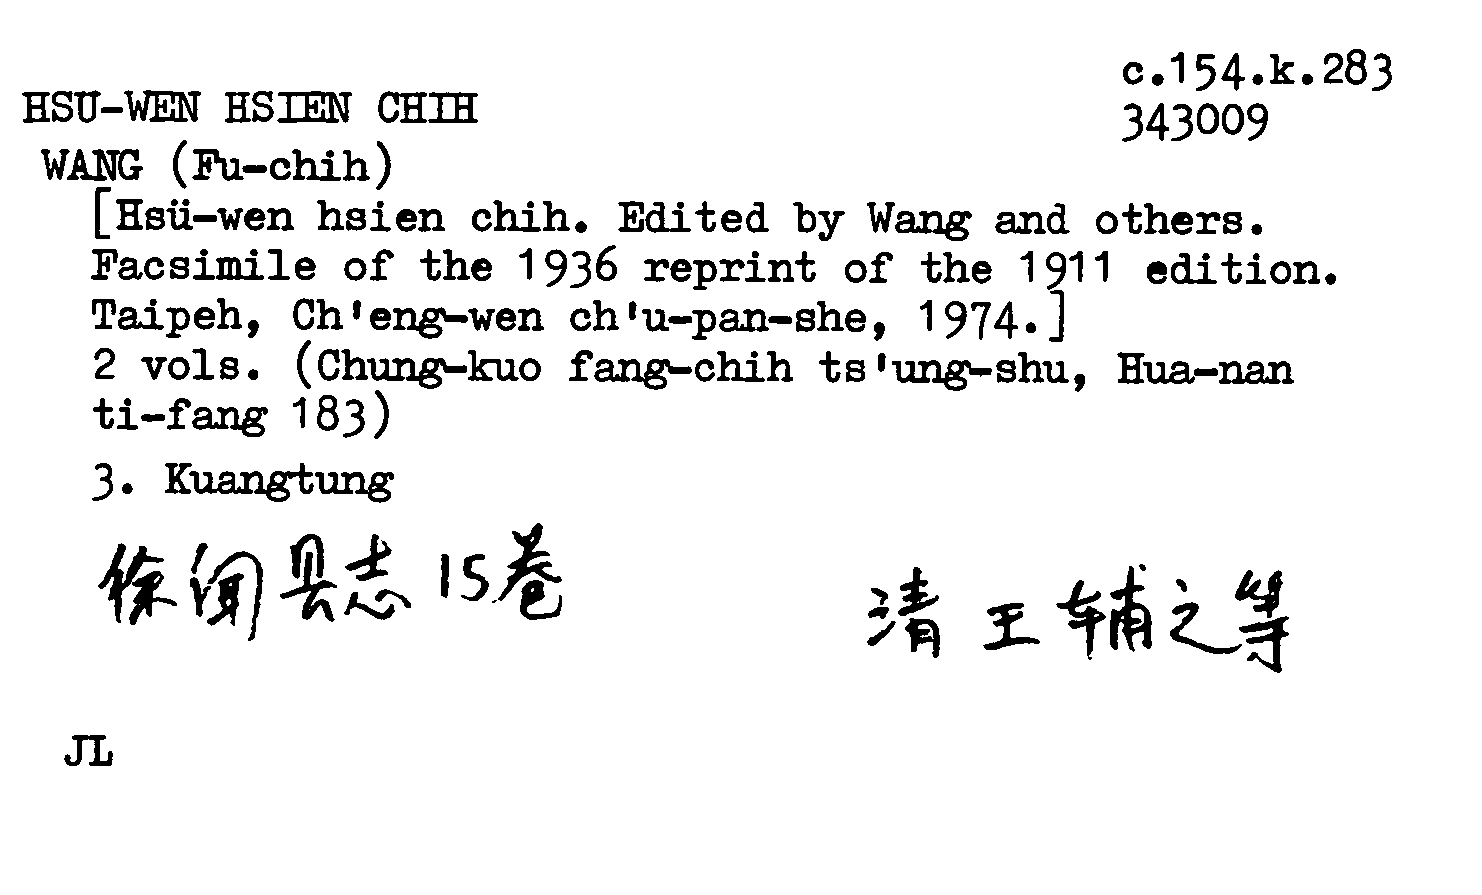 c.154.k.283
HSU-WEN HSIEN CHIH
343009
WANG (Fu-chih)
[Hsü-wen hsien chih. Edited by Wang and others.
Facsimile of the 1936 reprint of the 1911 edition.
Taipeh, Ch'eng-wen ch'u-pan-she, 1974.]
2 vols. (Chung-kuo fang-chih ts'ung-shu, Hua-nan
ti-fang 183)
3. Kuangtung
徐闻县志 15卷
清 王辅之等
JL